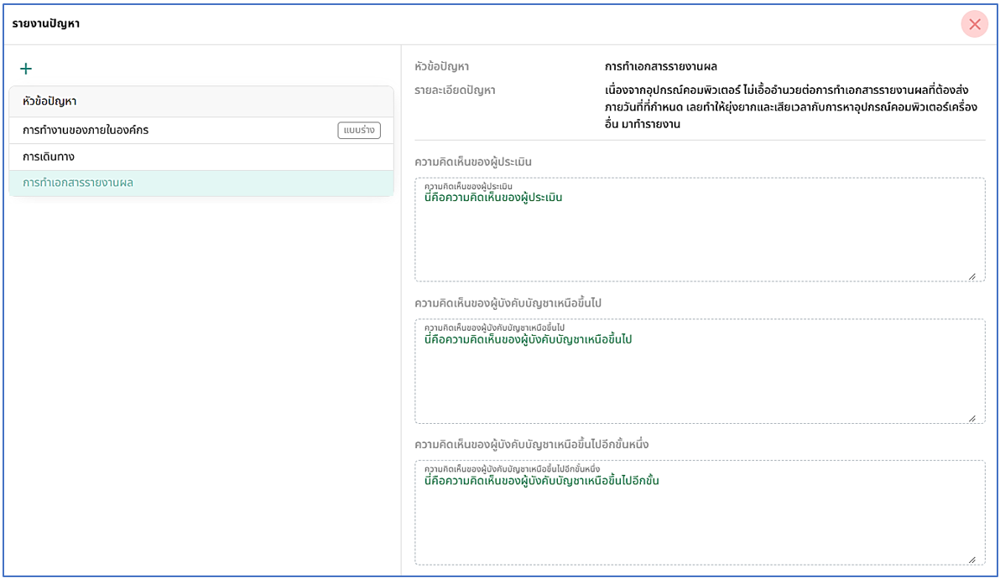 รายงานปัญหา
หัวข้อปัญหา
การทำงานของภายในองค์กร
แบบร่าง
การเดินทาง
การทำเอกสารรายงานผล
หัวข้อปัญหา การทำเอกสารรายงานผล
รายละเอียดปัญหา เนื่องจากอุปกรณ์คอมพิวเตอร์ ไม่เอื้ออำนวยต่อการทำเอกสารรายงานผลที่ต้องส่ง
ภายวันที่ที่กำหนด เลยทำให้ยุ่งยากและเสียเวลากับการหาอุปกรณ์คอมพิวเตอร์เครื่อง
อื่น มาทำรายงาน
ความคิดเห็นของผู้ประเมิน
ความคิดเห็นของผู้ประเมิน
นี่คือความคิดเห็นของผู้ประเมิน
ความคิดเห็นของผู้บังคับบัญชาเหนือขึ้นไป
ความคิดเห็นของผู้บังคับบัญชาเหนือขึ้นไป
นี่คือความคิดเห็นของผู้บังคับบัญชาเหนือขึ้นไป
ความคิดเห็นของผู้บังคับบัญชาเหนือขึ้นไปอีกขั้นหนึ่ง
ความคิดเห็นของผู้บังคับบัญชาเหนือขึ้นไปอีกขั้นหนึ่ง
นี่คือความคิดเห็นของผู้บังคับบัญชาเหนือขึ้นไปอีกขั้น